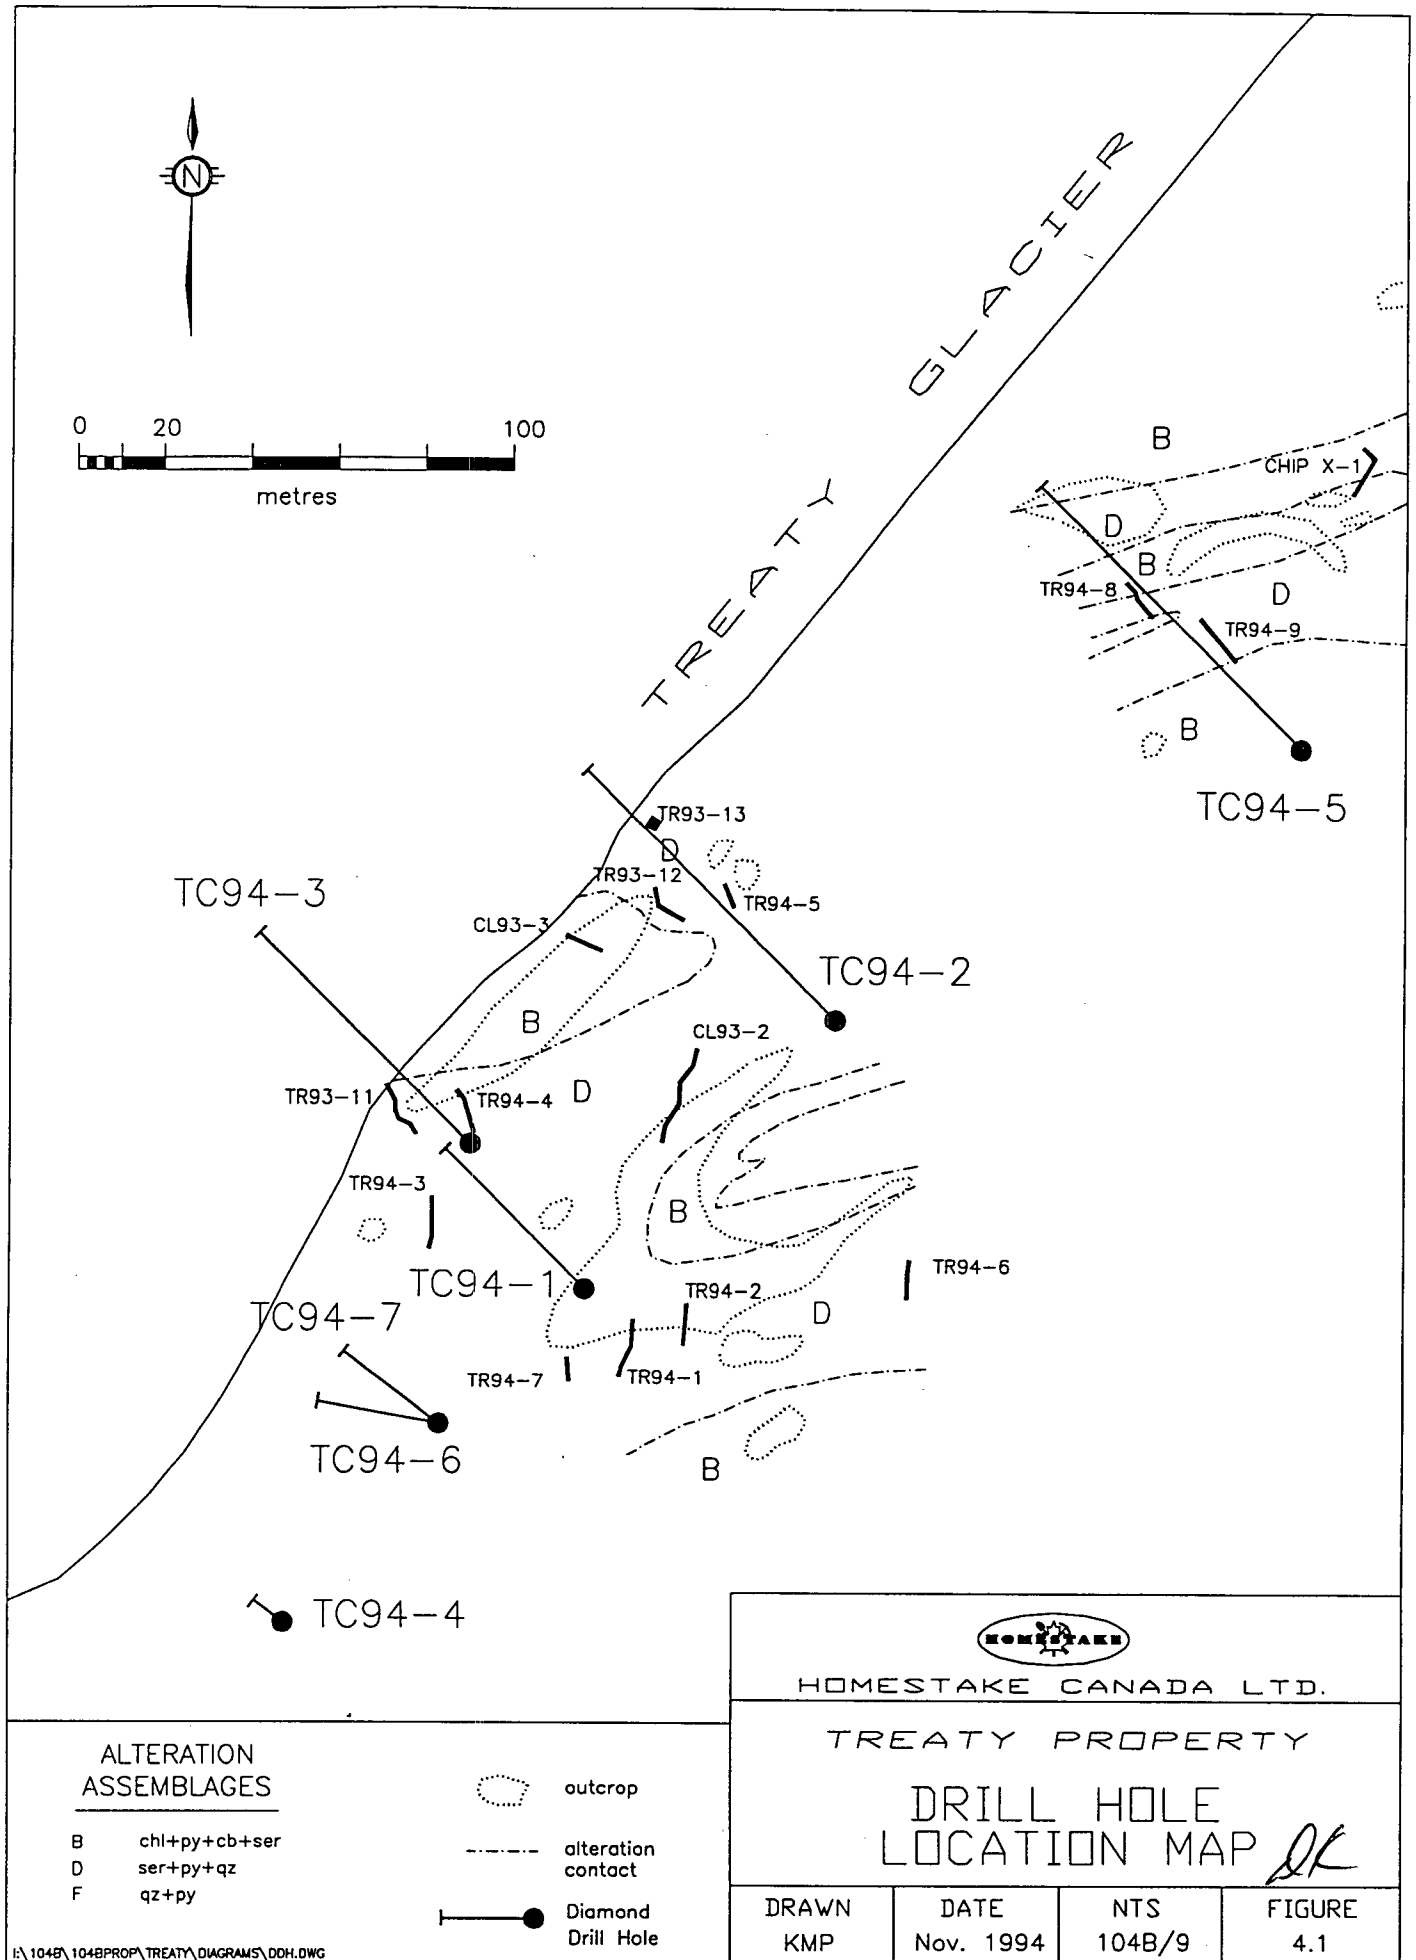 N
0 20 100
metres
TREATY GLACIER
B
CHIP X-1
D
B
TR94-8
D
TR94-9
B
TC94-5
TR93-13
D
TR93-12
TC94-3
TR94-5
CL93-3
TC94-2
B
CL93-2
TR93-11
TR94-4
D
TR94-3
B
TC94-1
TR94-6
TR94-2
TC94-7
D
TR94-7
TR94-1
TC94-6
B
TC94-4
HOMESTAKE
HOMESTAKE CANADA LTD.
TREATY PROPERTY
DRILL HOLE
LOCATION MAP
DRAWN
KMP
DATE
Nov. 1994
NTS
104B/9
FIGURE
4.1
ALTERATION
ASSEMBLAGES
B chl+py+cb+ser
D ser+py+qz
F qz+py
outcrop
alteration
contact
Diamond
Drill Hole
I:\104B\104BPROP\TREATY\DIAGRAMS\DDH.DWG